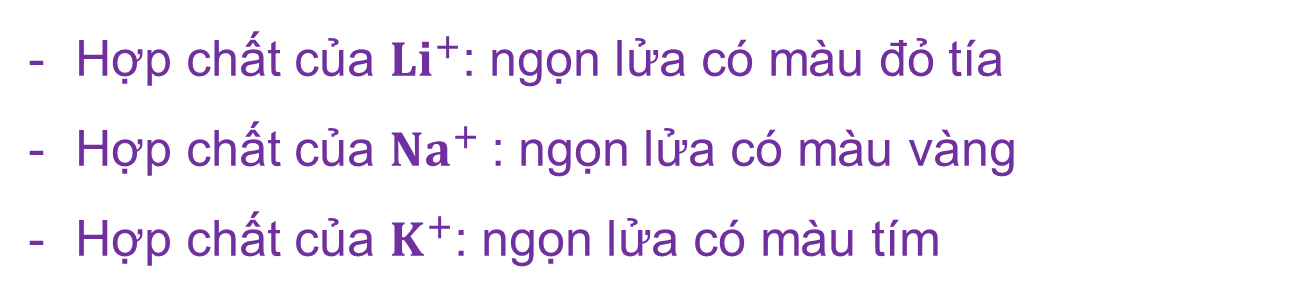 - Hợp chất của Li⁺: ngọn lửa có màu đỏ tía
- Hợp chất của Na⁺ : ngọn lửa có màu vàng
- Hợp chất của K⁺: ngọn lửa có màu tím